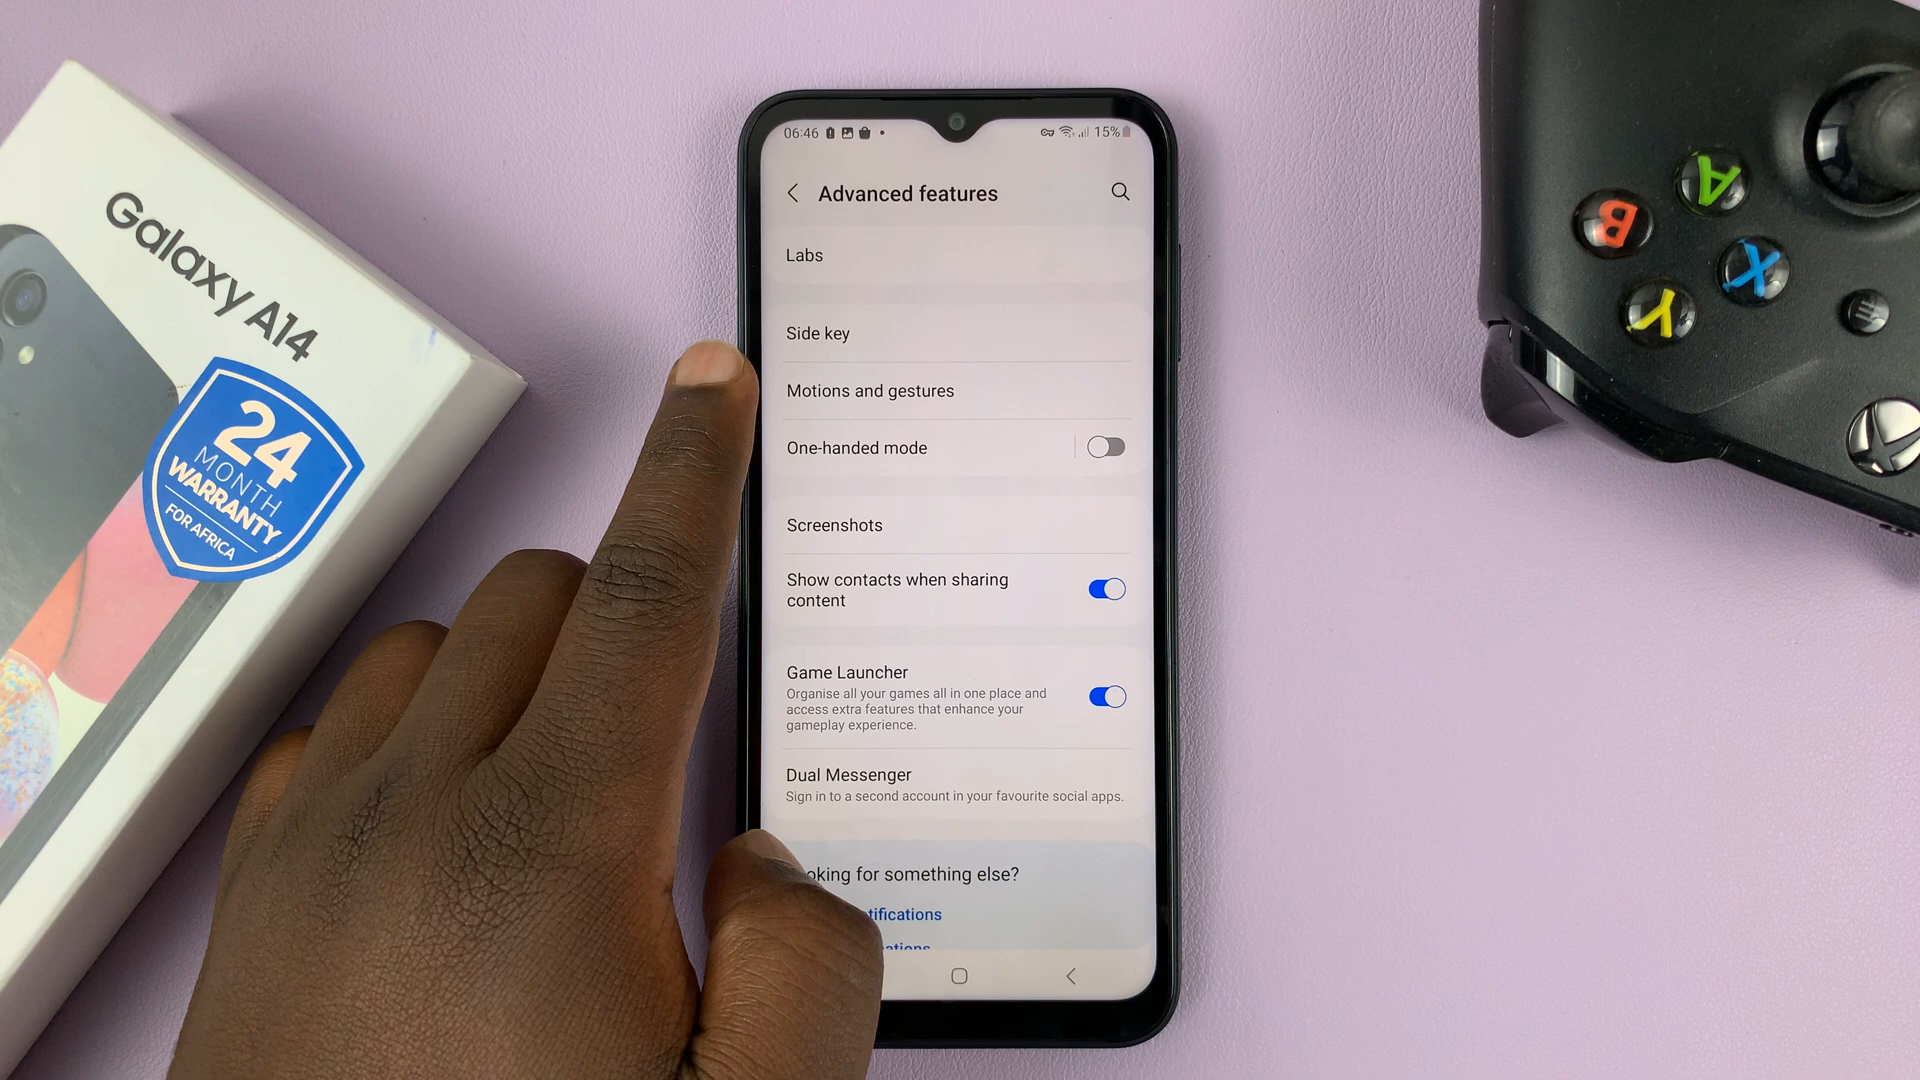 Galaxy A14
24
MONTH
WARRANTY
FOR AFRICA
06:46
15%
Advanced features
Labs
Side key
Motions and gestures
One-handed mode
Screenshots
Show contacts when sharing
content
Game Launcher
Organise all your games all in one place and
access extra features that enhance your
gameplay experience.
Dual Messenger
Sign in to a second account in your favourite social apps.
oking for something else?
tifications
ations
A
B
X
Y